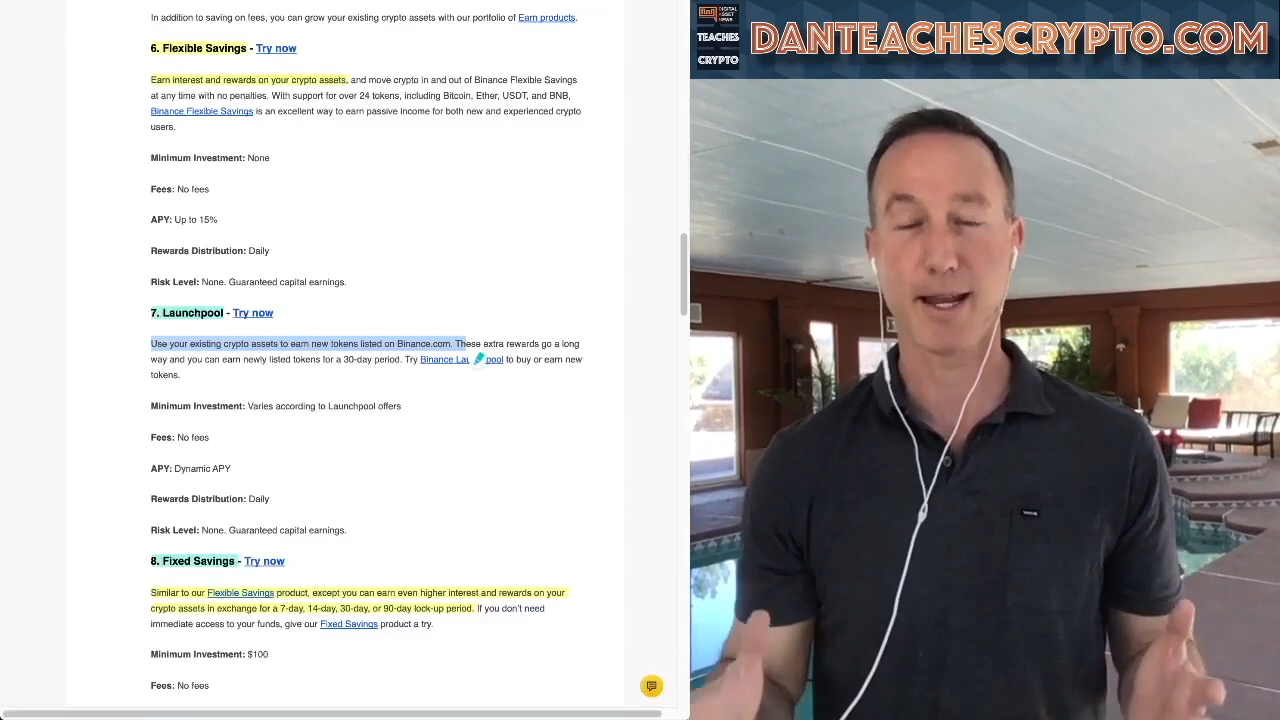 In addition to saving on fees, you can grow your existing crypto assets with our portfolio of Earn products.
6. Flexible Savings - Try now
Earn interest and rewards on your crypto assets, and move crypto in and out of Binance Flexible Savings
at any time with no penalties. With support for over 24 tokens, including Bitcoin, Ether, USDT, and BNB,
Binance Flexible Savings is an excellent way to earn passive income for both new and experienced crypto
users.
Minimum Investment: None
Fees: No fees
APY: Up to 15%
Rewards Distribution: Daily
Risk Level: None. Guaranteed capital earnings.
7. Launchpool - Try now
Use your existing crypto assets to earn new tokens listed on Binance.com. These extra rewards go a long
way and you can earn newly listed tokens for a 30-day period. Try Binance Lau pool to buy or earn new
tokens.
Minimum Investment: Varies according to Launchpool offers
Fees: No fees
APY: Dynamic APY
Rewards Distribution: Daily
Risk Level: None. Guaranteed capital earnings.
8. Fixed Savings - Try now
Similar to our Flexible Savings product, except you can earn even higher interest and rewards on your
crypto assets in exchange for a 7-day, 14-day, 30-day, or 90-day lock-up period. If you don't need
immediate access to your funds, give our Fixed Savings product a try.
Minimum Investment: $100
Fees: No fees
DIGITAL
ASSET
NEWS
TEACHES
CRYPTO
DANTEACHESCRYPTO.COM